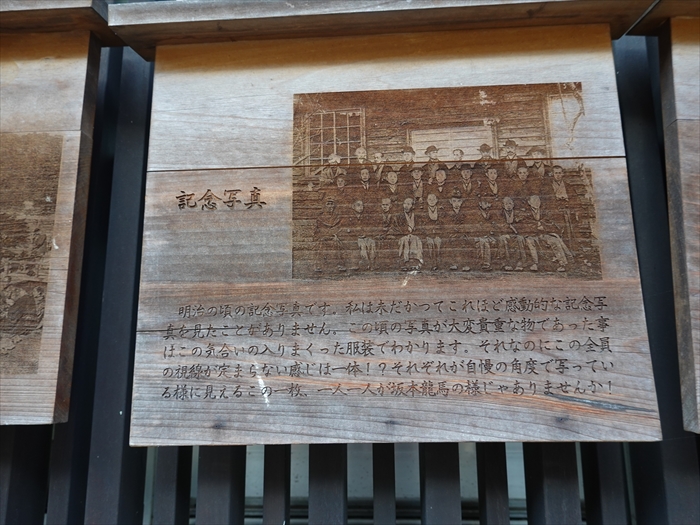 記念写真
明治の頃の記念写真です。私は未だかつてこれほど感動的な記念写
真を見たことがありません。この頃の写真が大変貴重な物であった事
はこの気合いの入りまくった服装でわかります。それなのにこの全員
の視線が定まらない感じは一体！？それぞれが自慢の角度で写ってい
る様に見えるこの一枚。一人一人が坂本龍馬の様じゃありませんか！